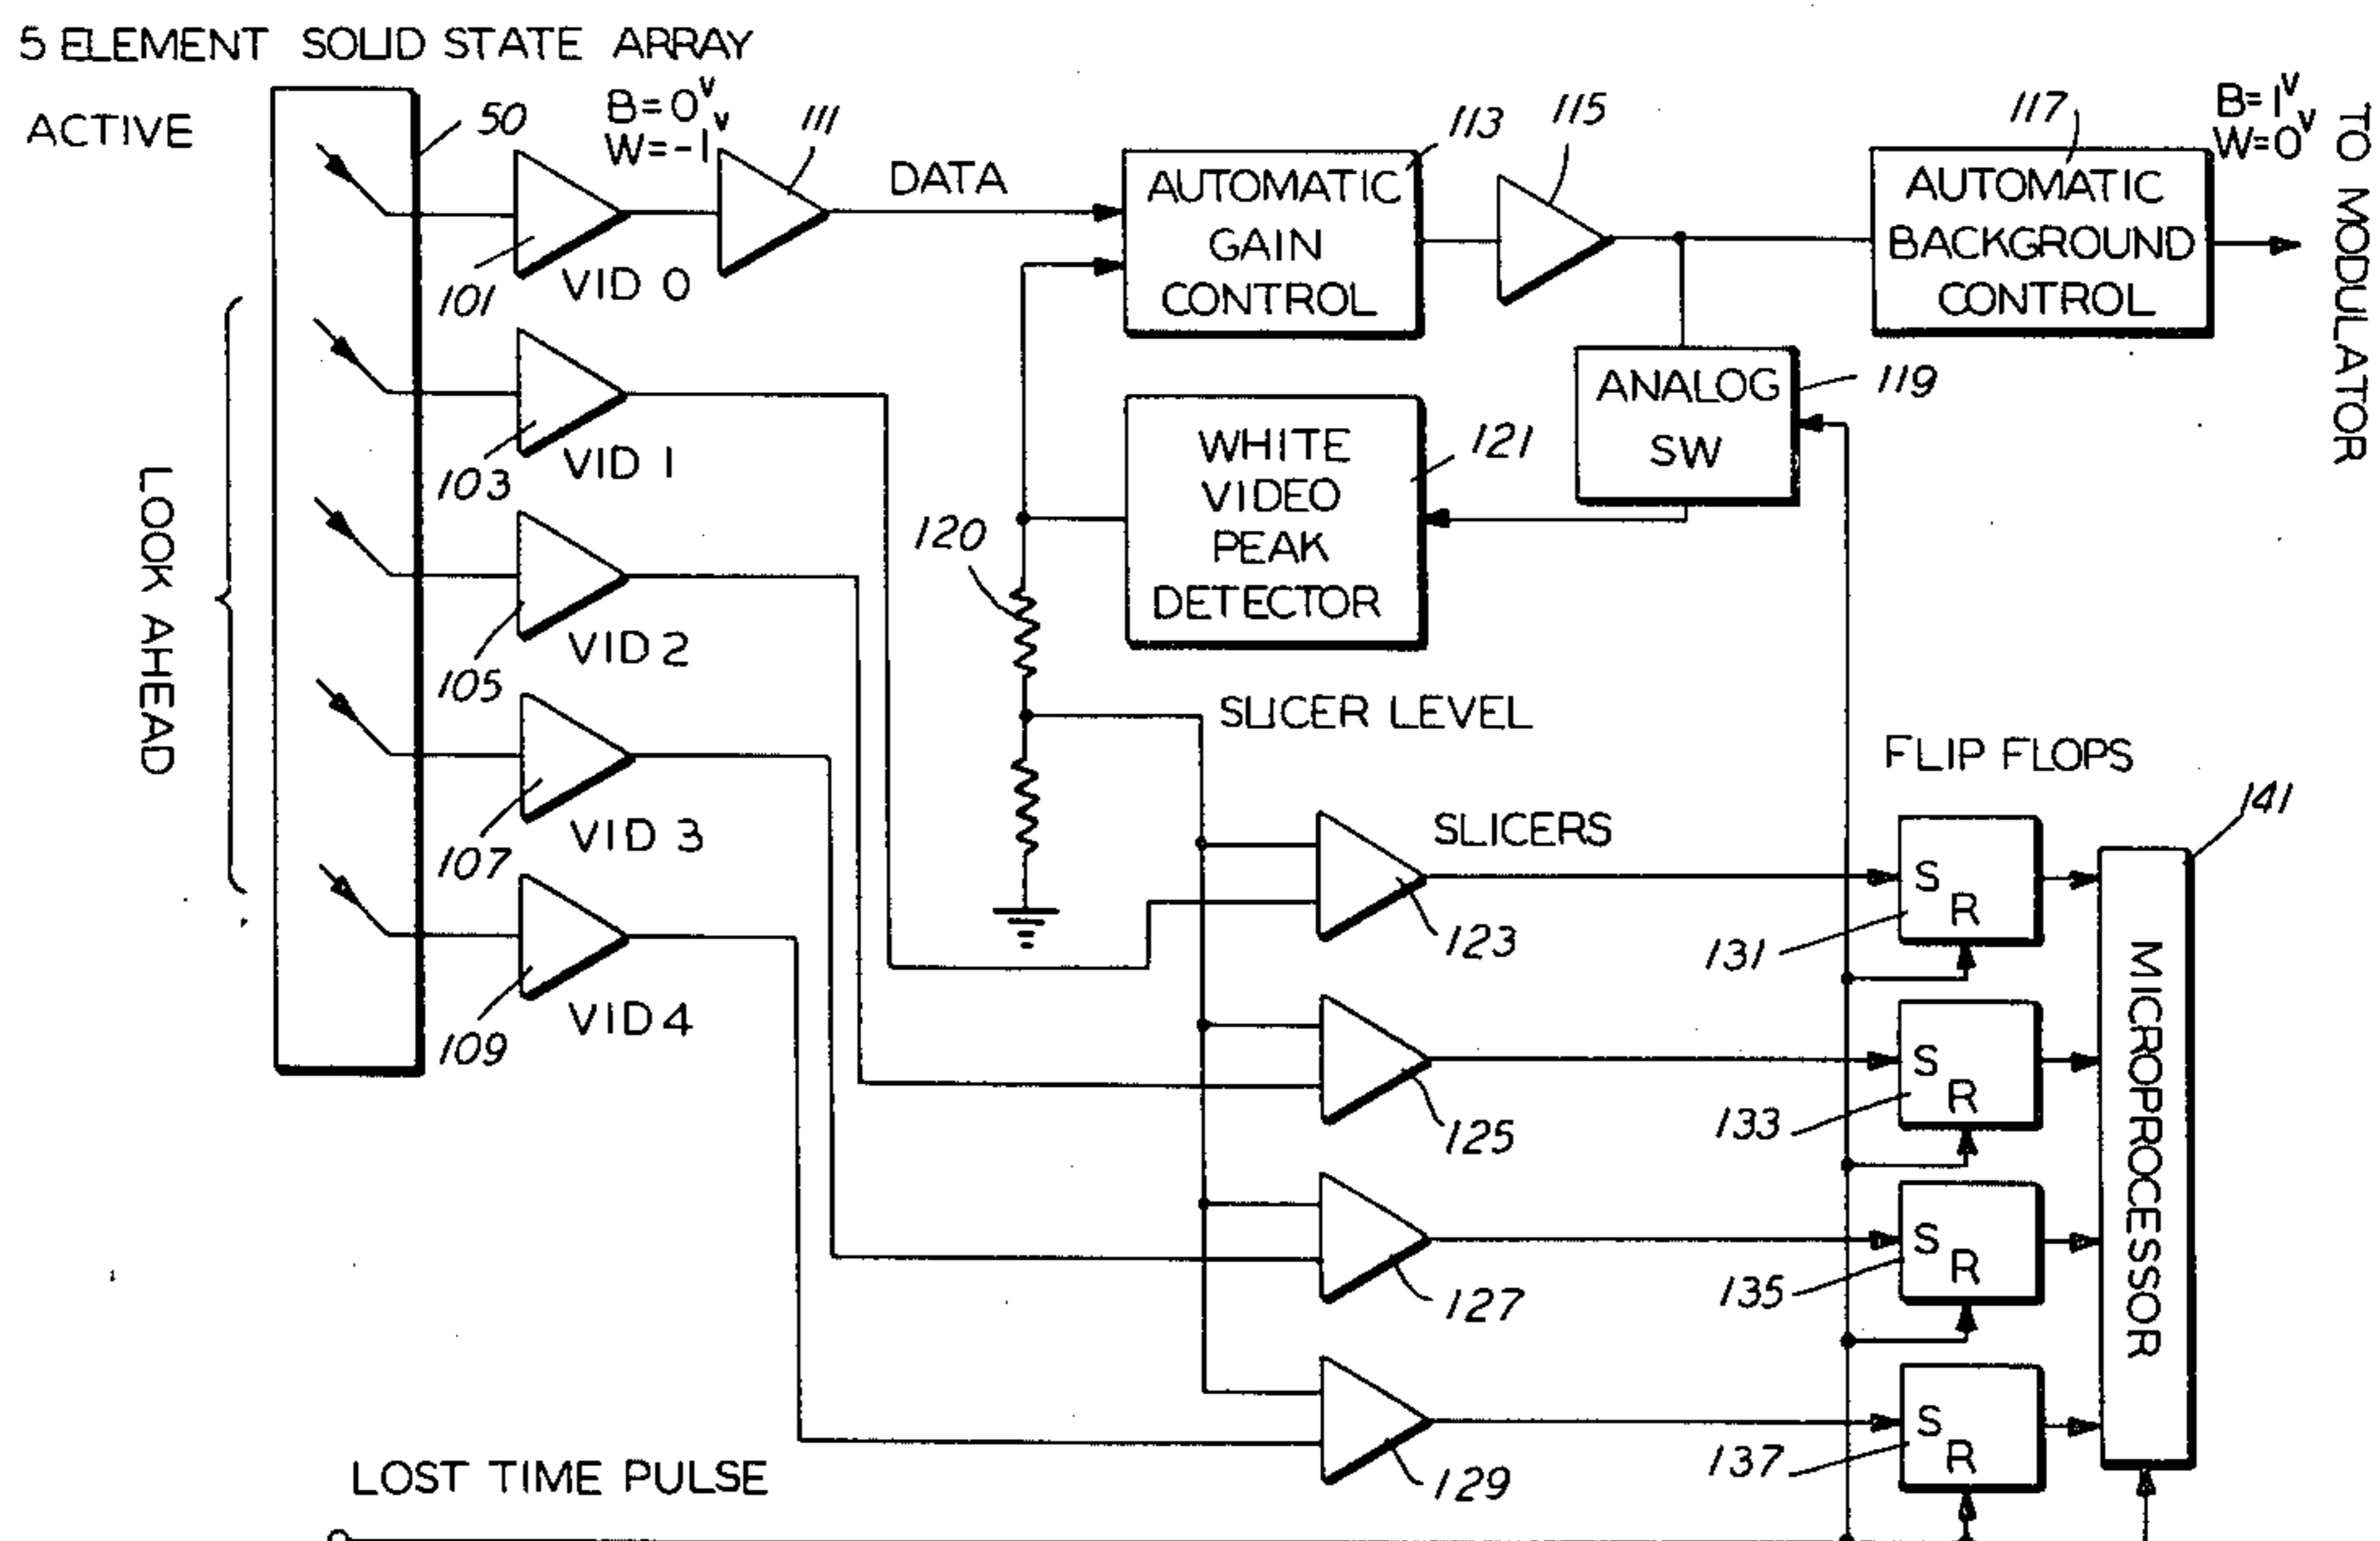 5 ELEMENT SOLID STATE ARRAY
ACTIVE
50
B=0V
W=-1V
111
DATA
101
VID 0
113
AUTOMATIC
GAIN
CONTROL
115
117
AUTOMATIC
BACKGROUND
CONTROL
B=1V
W=0V
TO MODULATOR
LOOK AHEAD
103
VID 1
105
VID 2
107
VID 3
109
VID 4
120
WHITE
VIDEO
PEAK
DETECTOR
121
ANALOG
SW
119
SLICER LEVEL
SLICERS
123
125
127
129
FLIP FLOPS
S
R
131
S
R
133
S
R
135
S
R
137
141
MICROPROCESSOR
LOST TIME PULSE